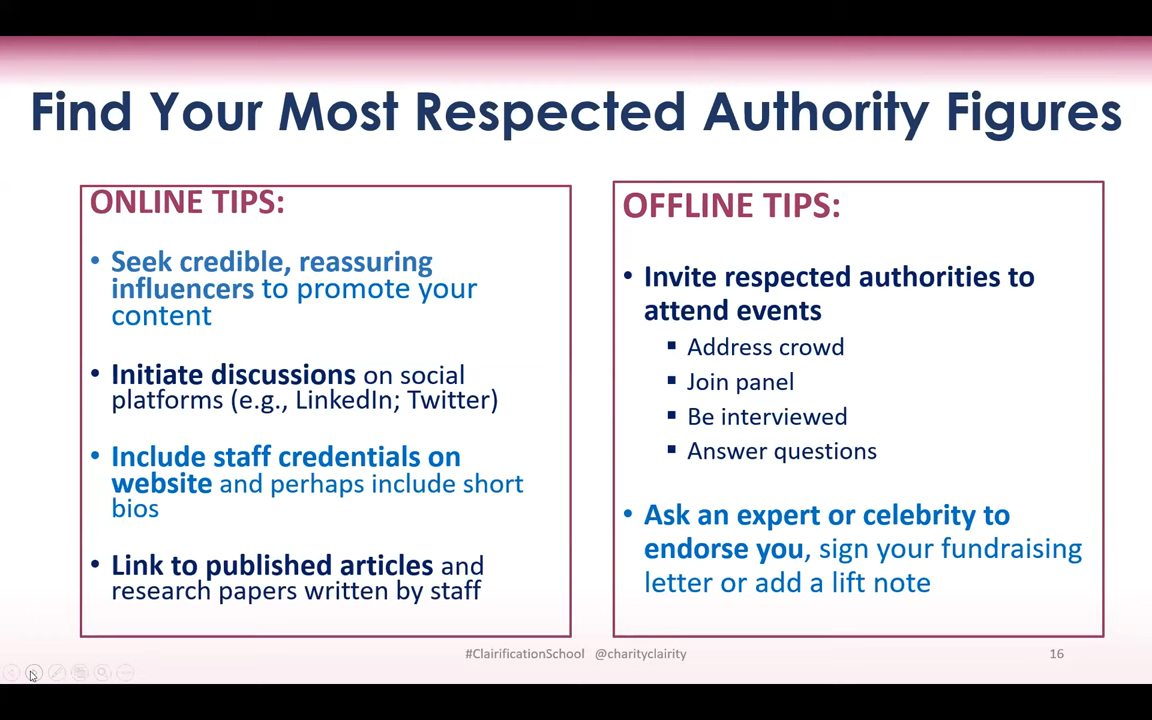 Find Your Most Respected Authority Figures
ONLINE TIPS:
• Seek credible, reassuring
influencers to promote your
content
• Initiate discussions on social
platforms (e.g., LinkedIn; Twitter)
• Include staff credentials on
website and perhaps include short
bios
• Link to published articles and
research papers written by staff
OFFLINE TIPS:
• Invite respected authorities to
attend events
▪ Address crowd
▪ Join panel
▪ Be interviewed
▪ Answer questions
• Ask an expert or celebrity to
endorse you, sign your fundraising
letter or add a lift note
#ClairificationSchool @charityclairity
16